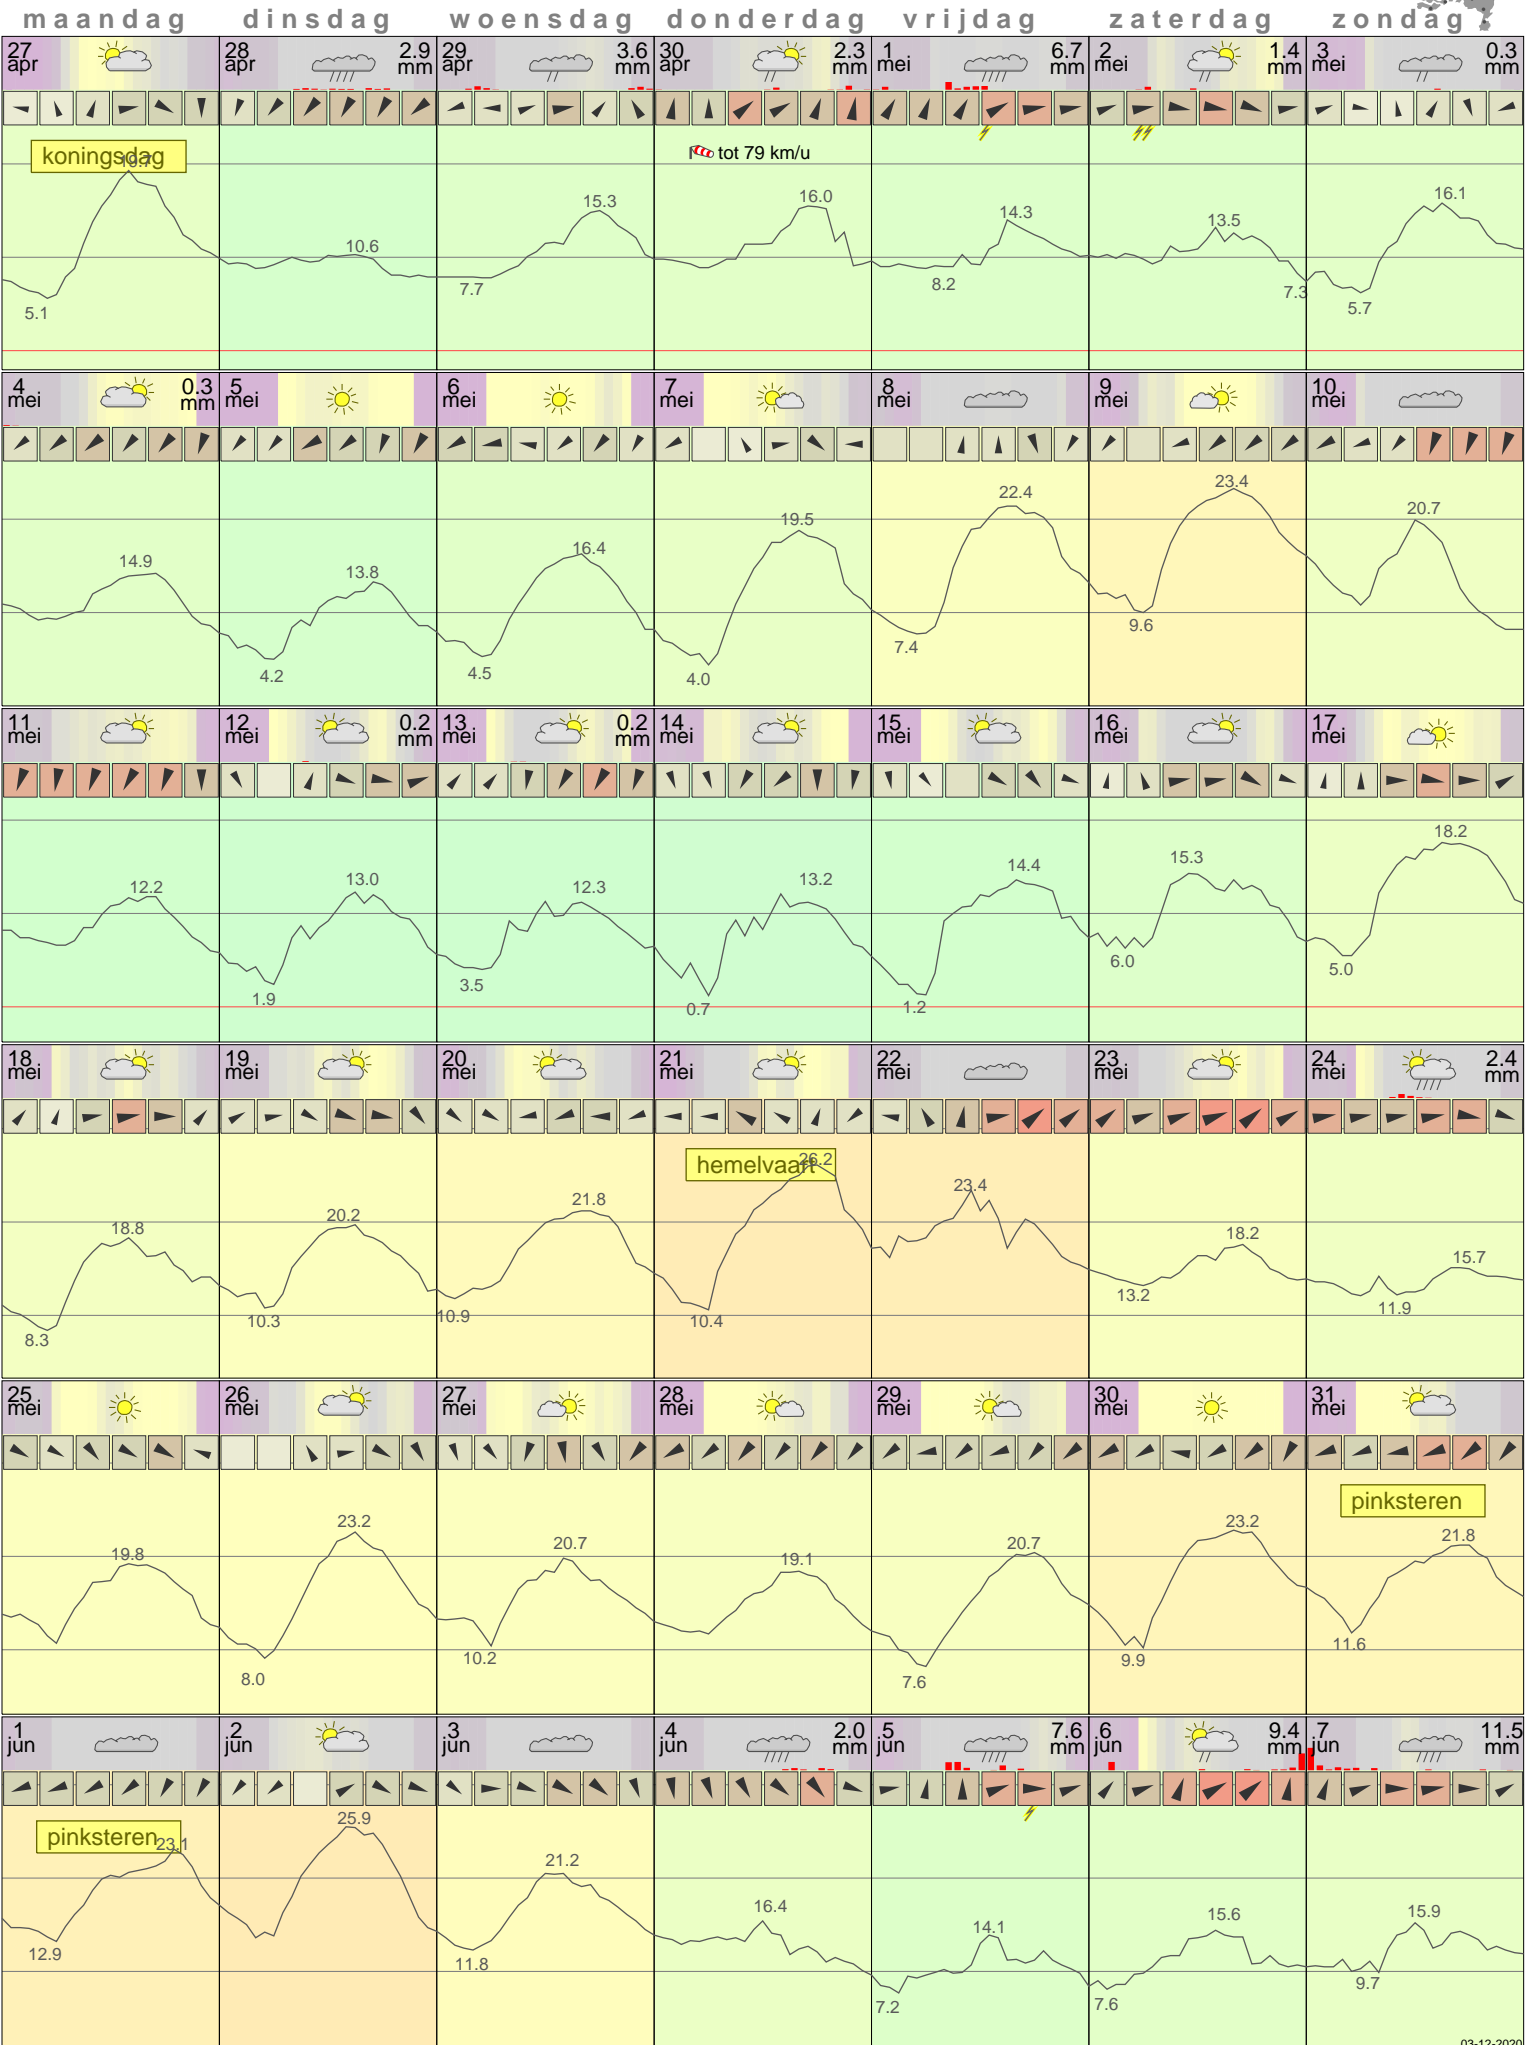 maandag dinsdag woensdag donderdag vrijdag zaterdag zondag
27 apr
28 apr 2.9 mm
29 apr 3.6 mm
30 apr 2.3 mm
1 mei 6.7 mm
2 mei 1.4 mm
3 mei 0.3 mm
koningsdag
tot 79 km/u
5.1
10.6
7.7 15.3
16.0
8.2 14.3
13.5 7.3
5.7 16.1
4 mei 0.3 mm
5 mei
6 mei
7 mei
8 mei
9 mei
10 mei
14.9
4.2 13.8
4.5 16.4
4.0 19.5
7.4 22.4
9.6 23.4
20.7
11 mei
12 mei 0.2 mm
13 mei 0.2 mm
14 mei
15 mei
16 mei
17 mei
12.2
1.9 13.0
3.5 12.3
0.7 13.2
1.2 14.4
6.0 15.3
5.0 18.2
18 mei
19 mei
20 mei
21 mei
22 mei
23 mei
24 mei 2.4 mm
hemelvaart
8.3 18.8
10.3 20.2
10.9 21.8
10.4 26.2
23.4
13.2 18.2
11.9 15.7
25 mei
26 mei
27 mei
28 mei
29 mei
30 mei
31 mei
pinksteren
19.8
8.0 23.2
10.2 20.7
19.1
7.6 20.7
9.9 23.2
11.6 21.8
1 jun
2 jun
3 jun
4 jun 2.0 mm
5 jun 7.6 mm
6 jun 9.4 mm
7 jun 11.5 mm
pinksteren
12.9 23.1
25.9
11.8 21.2
16.4
7.2 14.1
7.6 15.6
9.7 15.9
03-12-2020